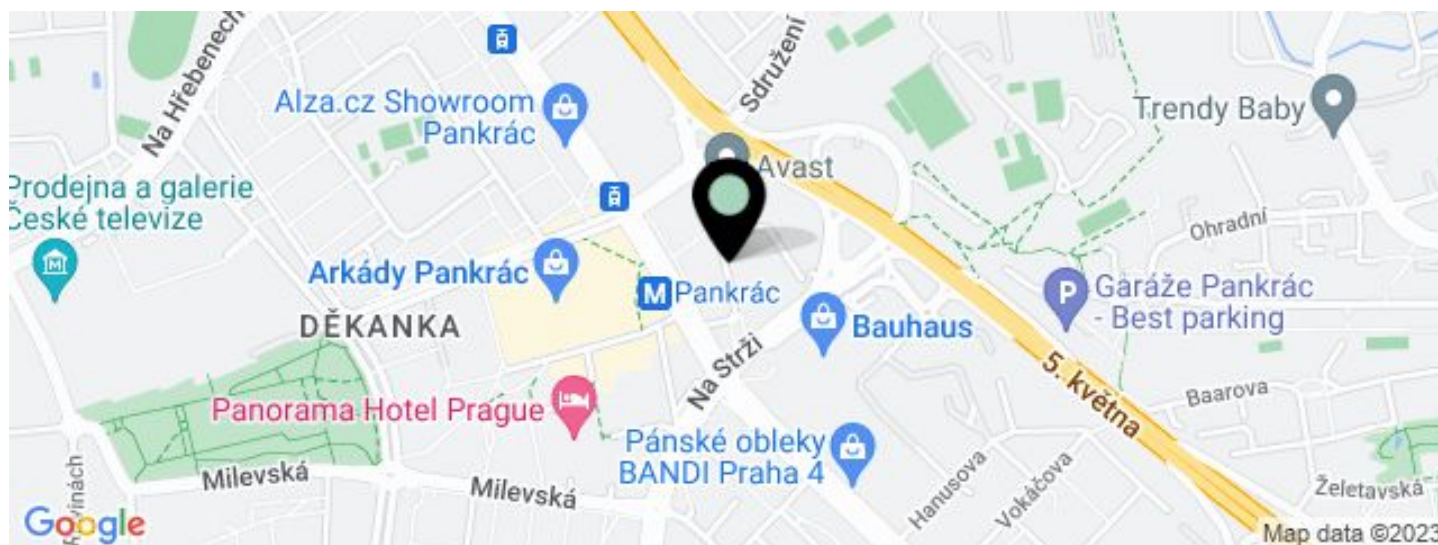 Na Hřebenech
Sdružení
Alza.cz Showroom
Pankrác
Trendy Baby
Avast
Prodejna a galerie
České televize
Ohradní
Arkády Pankrác
M Pankrác
P
Garáže Pankrác
- Best parking
DĚKANKA
Bauhaus
Na Strži
5. května
Baarova
Panorama Hotel Prague
Pánské obleky
BANDI Praha 4
Milevská
Milevská
Hanusova
Vokáčova
Želetavská
Google
Map data ©2023